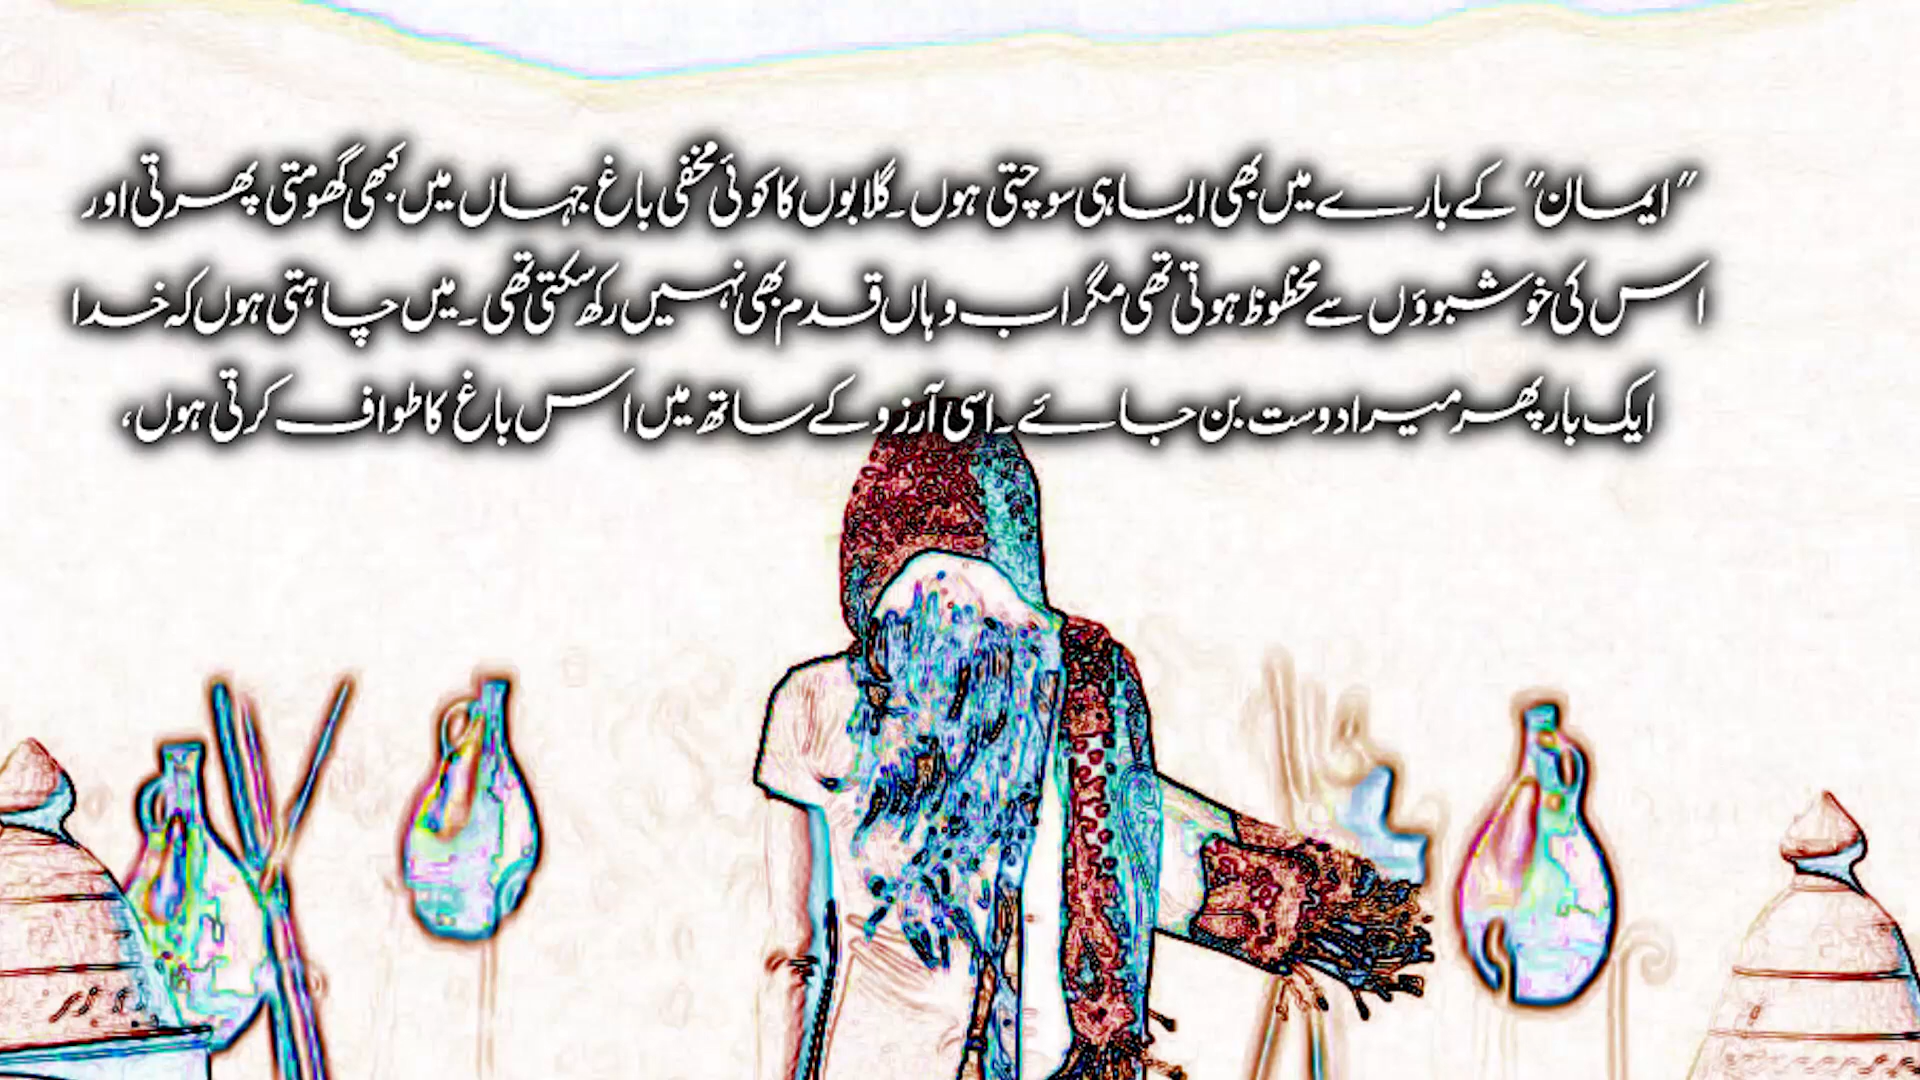 "ایمان" کے بارے میں بھی ایسا ہی سوچتی ہوں۔ گلابوں کا کوئی مخفی باغ جہاں میں کبھی گھومتی پھرتی اور
اس کی خوشبوؤں سے محظوظ ہوتی تھی مگر اب وہاں قدم بھی نہیں رکھ سکتی تھی۔ میں چاہتی ہوں کہ خدا
ایک بار پھر میرا دوست بن جائے۔ اسی آرزو کے ساتھ میں اس باغ کا طواف کرتی ہوں،